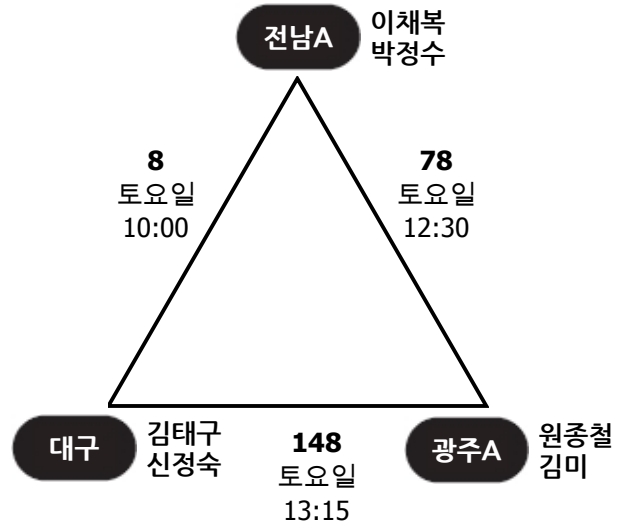 전남A
이채복
박정수
8
토요일
10:00
78
토요일
12:30
대구
김태구
신정숙
148
토요일
13:15
광주A
원종철
김미